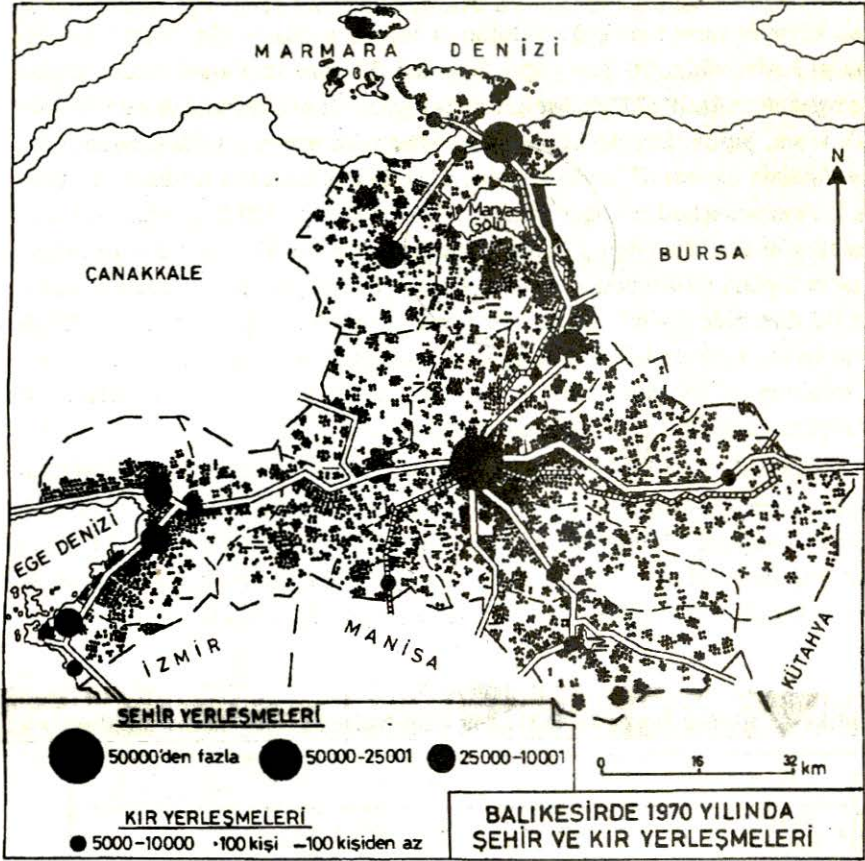 MARMARA DENİZİ
N
Manyas
Gölü
ÇANAKKALE
BURSA
EGE DENİZİ
İZMİR
MANİSA
KÜTAHYA
ŞEHİR YERLEŞMELERİ
50000'den fazla
50000-25001
25000-10001
0 16 32 km
KIR YERLEŞMELERİ
5000-10000 •100 kişi –100 kişiden az
BALIKESİRDE 1970 YILINDA
ŞEHİR VE KIR YERLEŞMELERİ